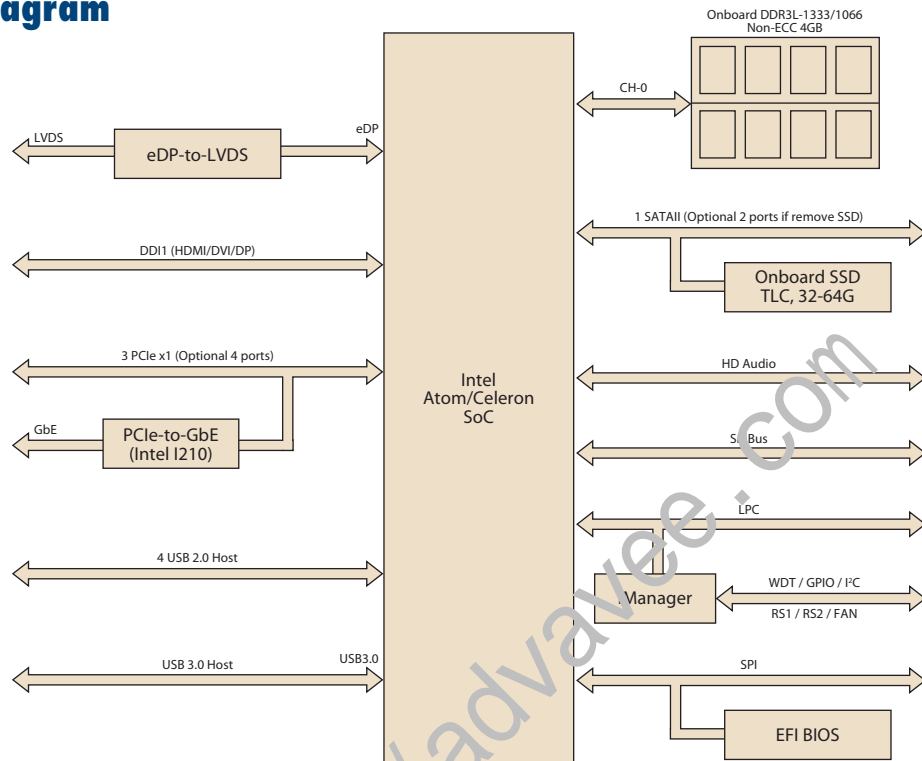 agram
Onboard DDR3L-1333/1066
Non-ECC 4GB
CH-0
LVDS
eDP-to-LVDS
eDP
1 SATAII (Optional 2 ports if remove SSD)
DDI1 (HDMI/DVI/DP)
Onboard SSD
TLC, 32-64G
3 PCIe x1 (Optional 4 ports)
HD Audio
Intel
Atom/Celeron
SoC
GbE
PCIe-to-GbE
(Intel I210)
Bus
LPC
4 USB 2.0 Host
Manager
WDT / GPIO / I²C
RS1 / RS2 / FAN
USB 3.0 Host
USB3.0
SPI
EFI BIOS
/advavee.com